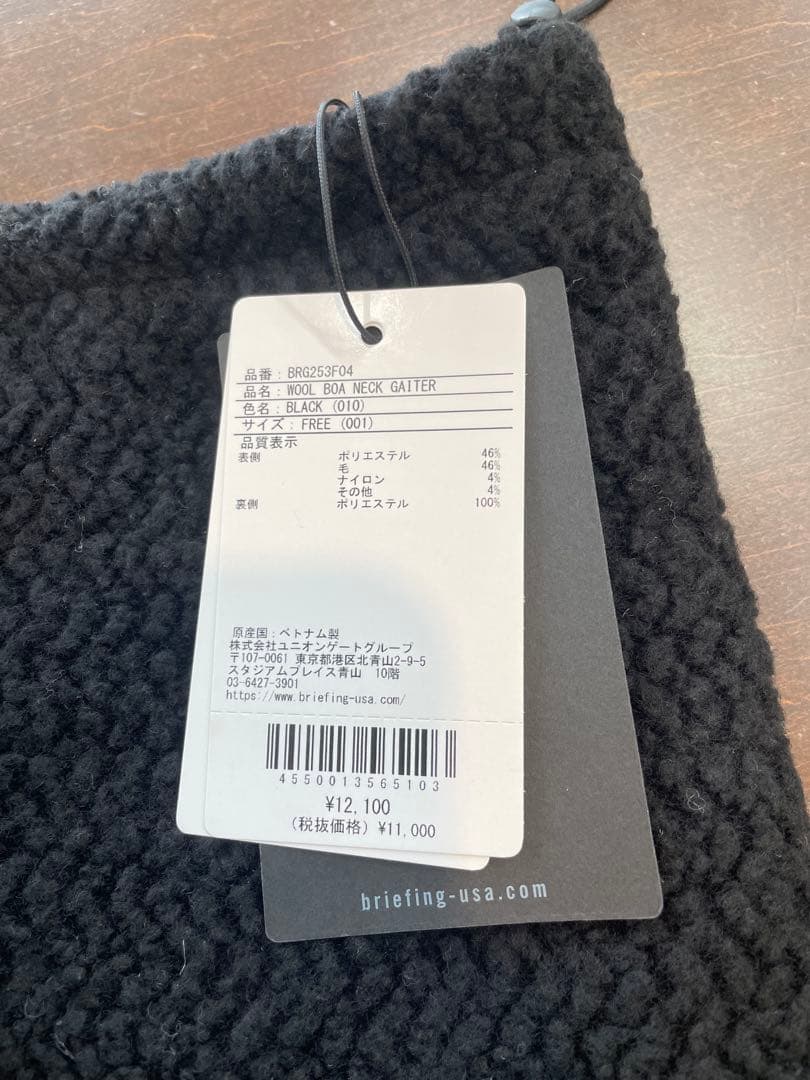 品番：BRG253F04
品名：WOOL BOA NECK GAITER
色名：BLACK (010)
サイズ：FREE (001)
品質表示
表側 ポリエステル 46%
毛 46%
ナイロン 4%
その他 4%
裏側 ポリエステル 100%
原産国：ベトナム製
株式会社ユニオンゲートグループ
〒107-0061 東京都港区北青山2-9-5
スタジアムプレイス青山 10階
03-6427-3901
https://www.briefing-usa.com/
4550013565103
¥12,100
(税抜価格) ¥11,000
briefing-usa.com